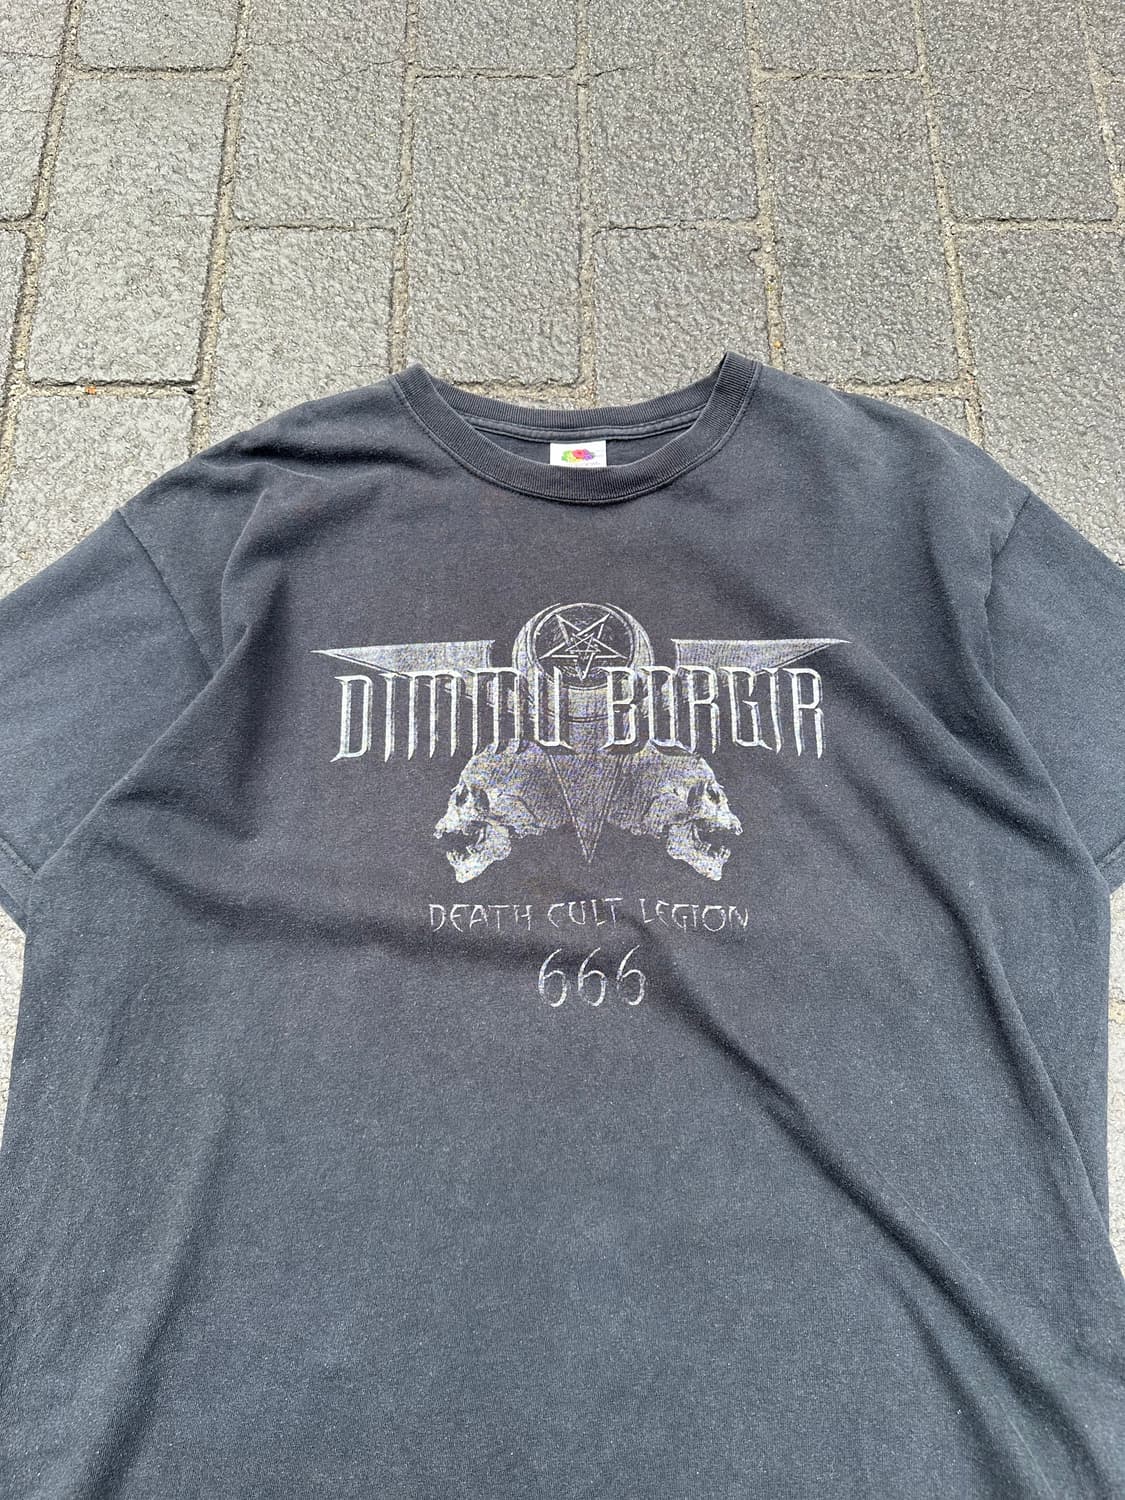 DIMMU BORGIR
DEATH CULT LEGION
666